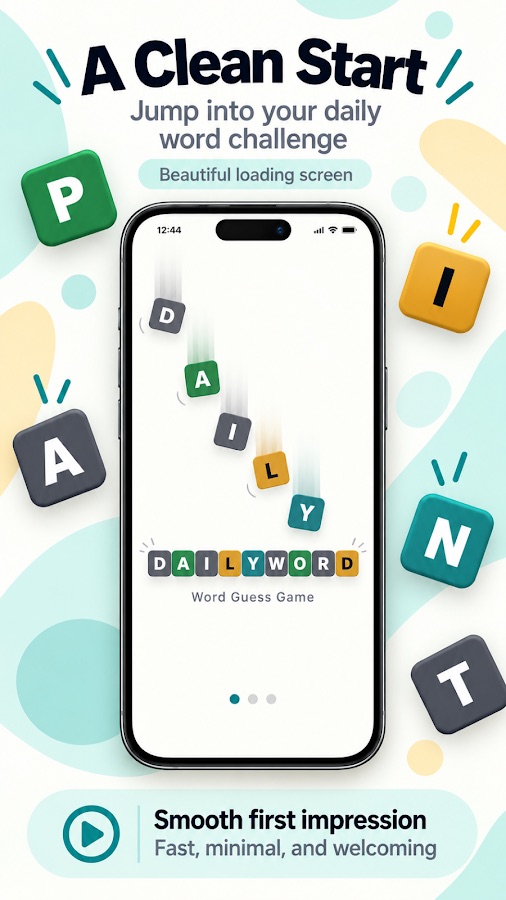 A Clean Start
Jump into your daily
word challenge
Beautiful loading screen
P
I
A
N
T
12:44
D
A
I
L
Y
DAILYWORD
Word Guess Game
Smooth first impression
Fast, minimal, and welcoming